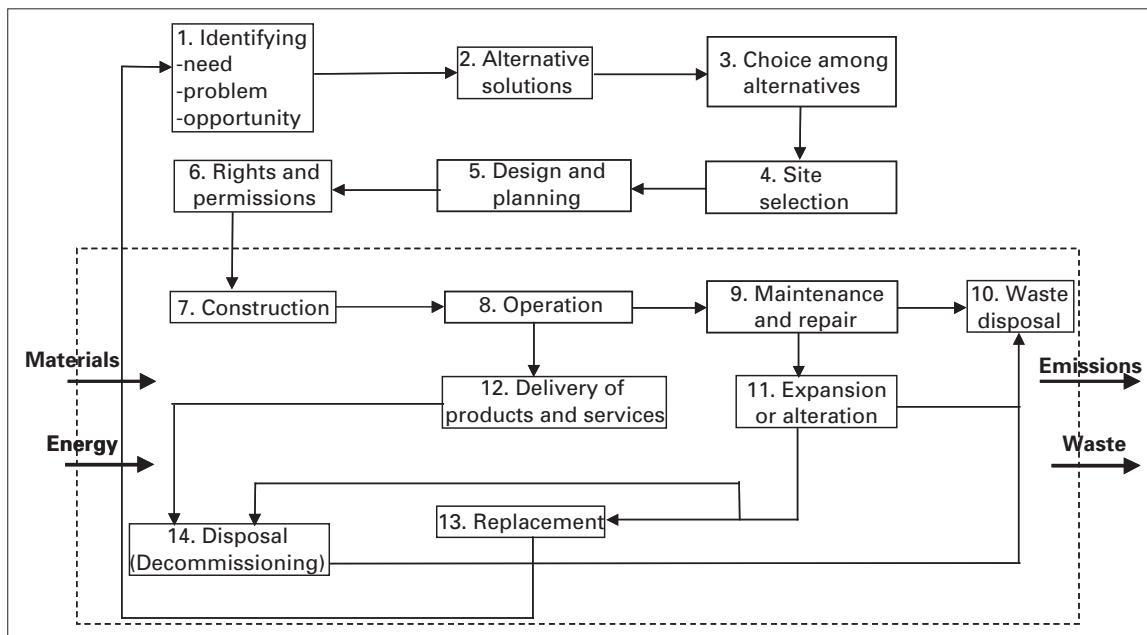 1. Identifying
-need
-problem
-opportunity
2. Alternative
solutions
3. Choice among
alternatives
6. Rights and
permissions
5. Design and
planning
4. Site
selection
7. Construction
8. Operation
9. Maintenance
and repair
10. Waste
disposal
Materials
Emissions
12. Delivery of
products and services
11. Expansion
or alteration
Energy
Waste
13. Replacement
14. Disposal
(Decommissioning)